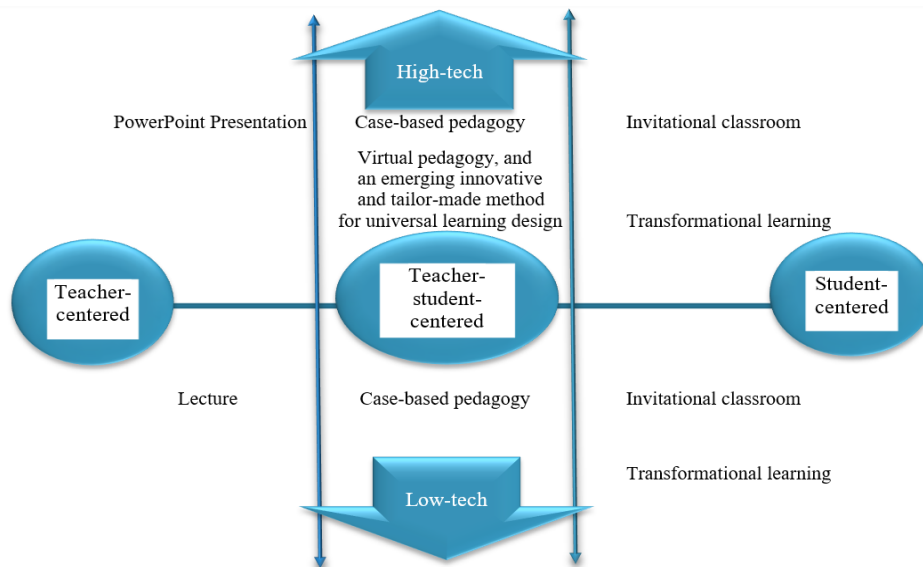 High-tech
PowerPoint Presentation
Case-based pedagogy
Invitational classroom
Virtual pedagogy, and
an emerging innovative
and tailor-made method
for universal learning design
Transformational learning
Teacher-
centered
Teacher-
student-
centered
Student-
centered
Lecture
Case-based pedagogy
Invitational classroom
Transformational learning
Low-tech